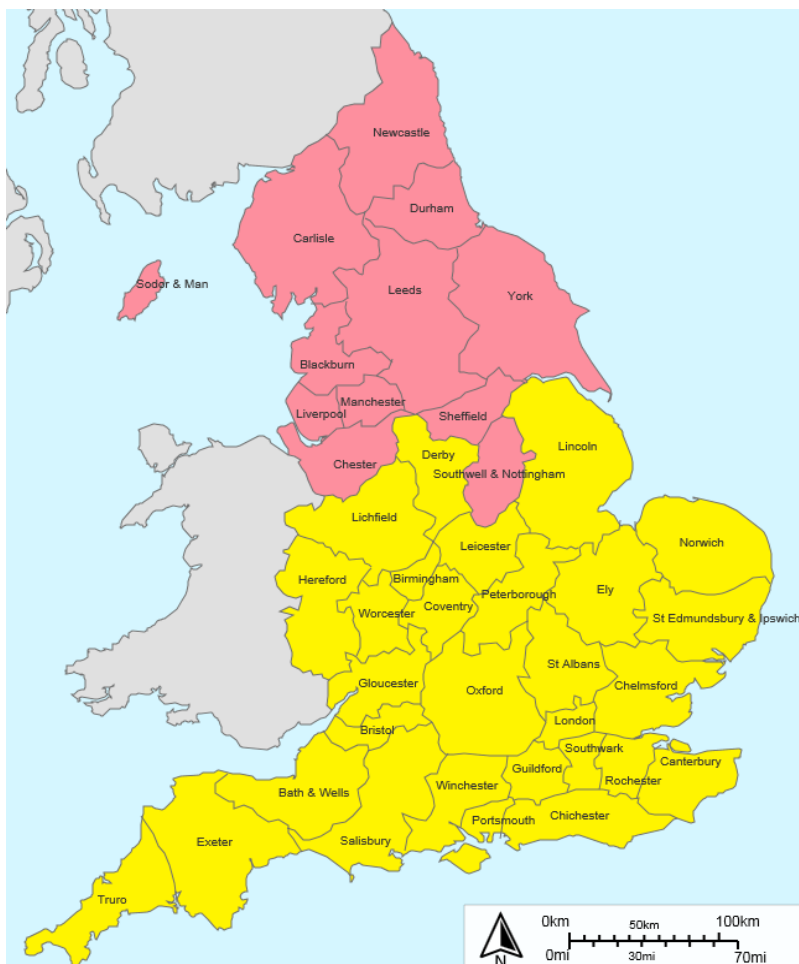 Newcastle
Durham
Carlisle
Sodor & Man
Leeds
York
Blackburn
Manchester
Liverpool
Sheffield
Chester
Derby
Lincoln
Southwell & Nottingham
Lichfield
Leicester
Norwich
Hereford
Birmingham
Peterborough
Ely
Worcester
Coventry
St Edmundsbury & Ipswich
St Albans
Gloucester
Oxford
Chelmsford
London
Bristol
Southwark
Canterbury
Guildford
Rochester
Bath & Wells
Winchester
Portsmouth
Chichester
Exeter
Salisbury
Truro
0km 50km 100km
0mi 30mi 70mi
N